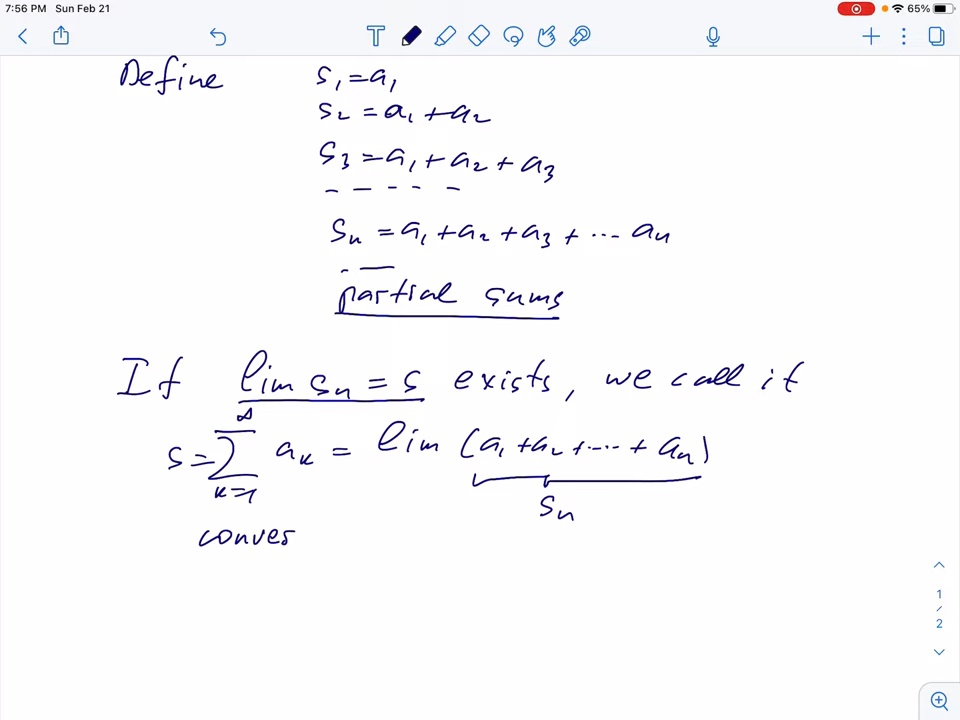 7:56 PM Sun Feb 21 65%
Define s₁ = a₁
s₂ = a₁ + a₂
s₃ = a₁ + a₂ + a₃
- - - - -
sₙ = a₁ + a₂ + a₃ + ... aₙ
partial sums
If lim sₙ = s exists, we call it
s = ∑_{k=1}^{∞} aₖ = lim (a₁ + a₂ + ... + aₙ)
sₙ
conver
1
/
2